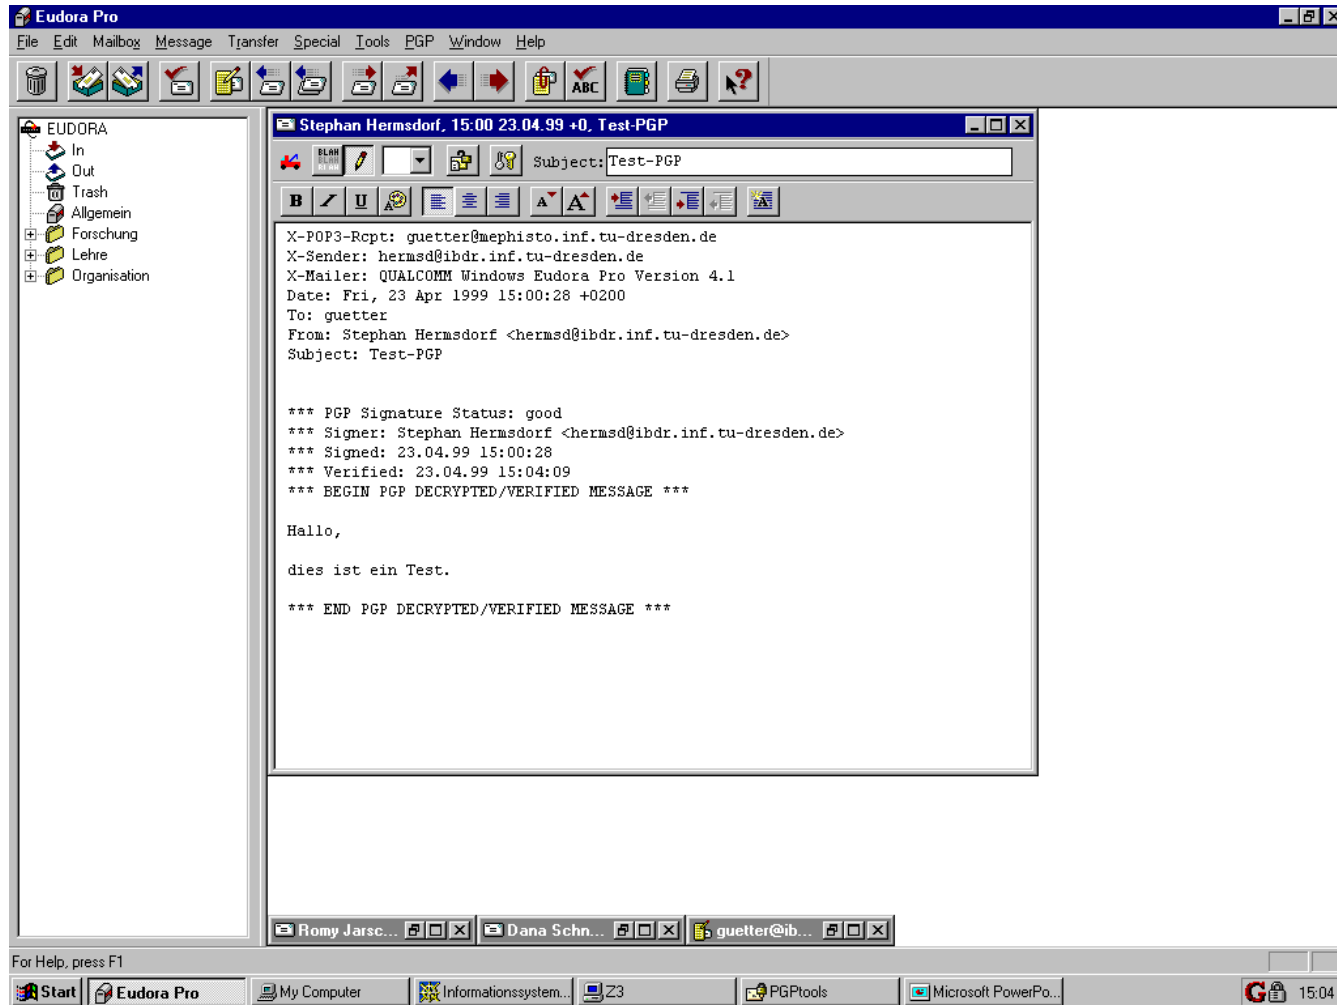 Eudora Pro
File Edit Mailbox Message Transfer Special Tools PGP Window Help
ABC
EUDORA
In
Out
Trash
Allgemein
Forschung
Lehre
Organisation
Stephan Hermsdorf, 15:00 23.04.99 +0, Test-PGP
BLAH BLAH BLAH Subject: Test-PGP
B I U A A A
X-POP3-Rcpt: guetter@mephisto.inf.tu-dresden.de
X-Sender: hermsd@ibdr.inf.tu-dresden.de
X-Mailer: QUALCOMM Windows Eudora Pro Version 4.1
Date: Fri, 23 Apr 1999 15:00:28 +0200
To: guetter
From: Stephan Hermsdorf <hermsd@ibdr.inf.tu-dresden.de>
Subject: Test-PGP
*** PGP Signature Status: good
*** Signer: Stephan Hermsdorf <hermsd@ibdr.inf.tu-dresden.de>
*** Signed: 23.04.99 15:00:28
*** Verified: 23.04.99 15:04:09
*** BEGIN PGP DECRYPTED/VERIFIED MESSAGE ***
Hallo,
dies ist ein Test.
*** END PGP DECRYPTED/VERIFIED MESSAGE ***
Romy Jarsc... Dana Schn... guetter@ib...
For Help, press F1
Start Eudora Pro My Computer Informationssystem... Z3 PGPtools Microsoft PowerPo... G 15:04